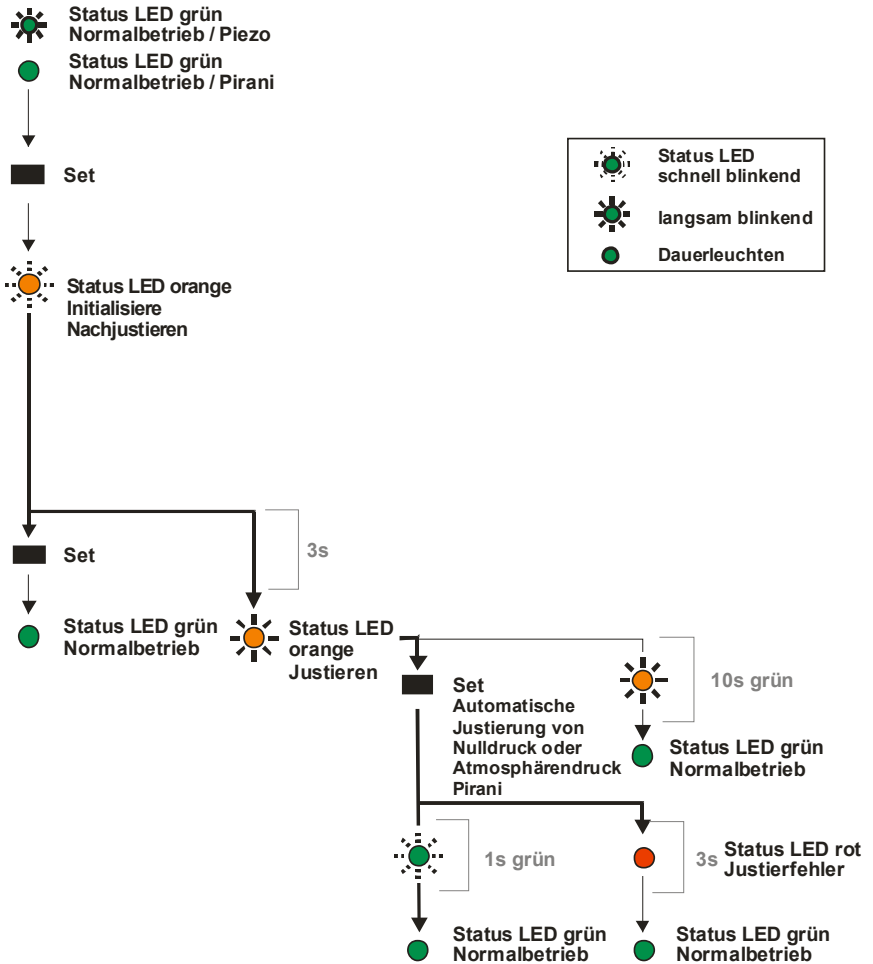 Status LED grün
Normalbetrieb / Piezo
Status LED grün
Normalbetrieb / Pirani
Set
Status LED
schnell blinkend
langsam blinkend
Dauerleuchten
Status LED orange
Initialisiere
Nachjustieren
Set
3s
Status LED grün
Normalbetrieb
Status LED
orange
Justieren
Set
Automatische
Justierung von
Nulldruck oder
Atmosphärendruck
Pirani
10s grün
Status LED grün
Normalbetrieb
1s grün
3s
Status LED rot
Justierfehler
Status LED grün
Normalbetrieb
Status LED grün
Normalbetrieb